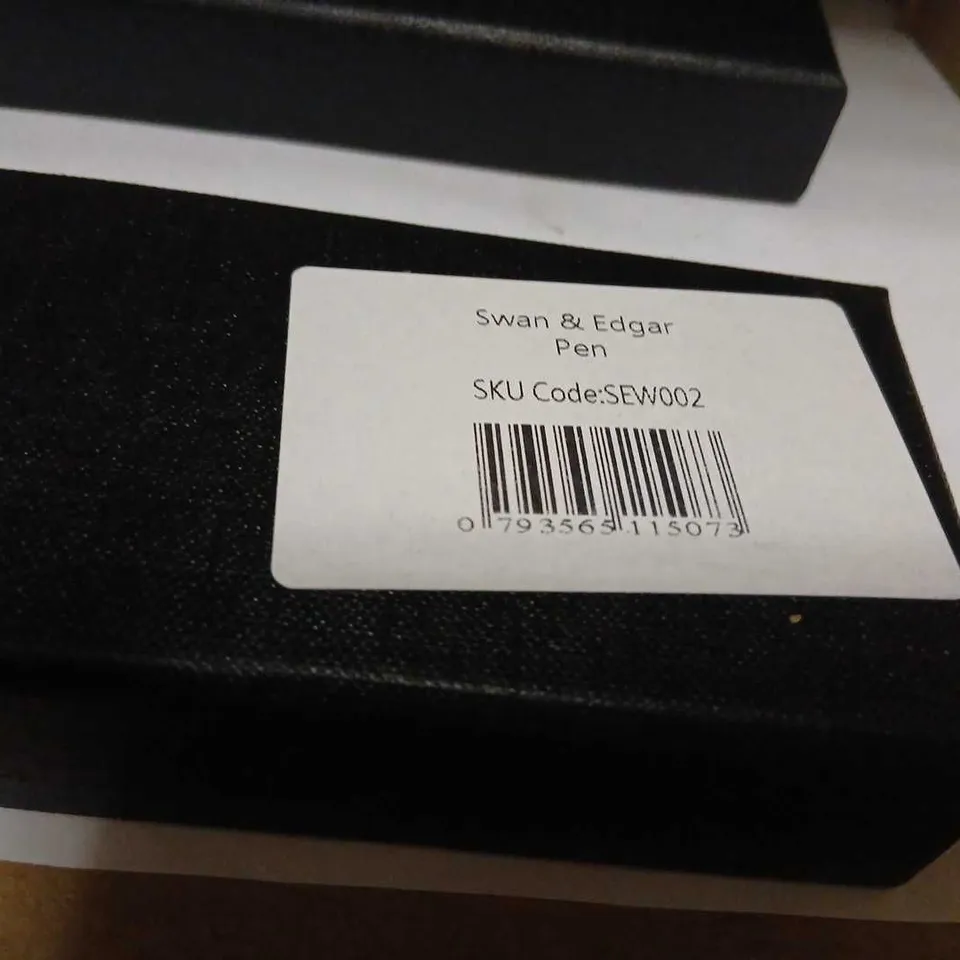 Swan & Edgar
Pen
SKU Code:SEW002
0 793565 115073